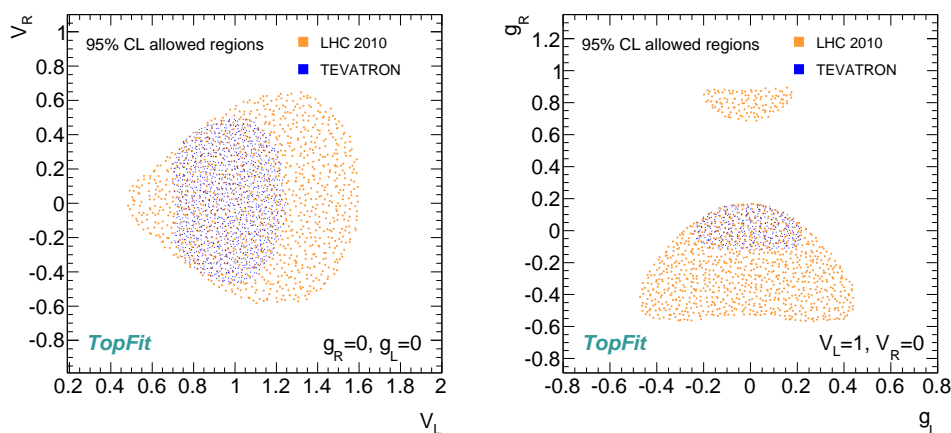 V_R
1
0.8
0.6
0.4
0.2
0
-0.2
-0.4
-0.6
-0.8
95% CL allowed regions
LHC 2010
TEVATRON
TopFit
g_R=0, g_L=0
0.2 0.4 0.6 0.8 1 1.2 1.4 1.6 1.8 2
V_L
g_R
1.2
1
0.8
0.6
0.4
0.2
0
-0.2
-0.4
-0.6
-0.8
95% CL allowed regions
LHC 2010
TEVATRON
TopFit
V_L=1, V_R=0
-0.8 -0.6 -0.4 -0.2 0 0.2 0.4 0.6 0.8
g_L